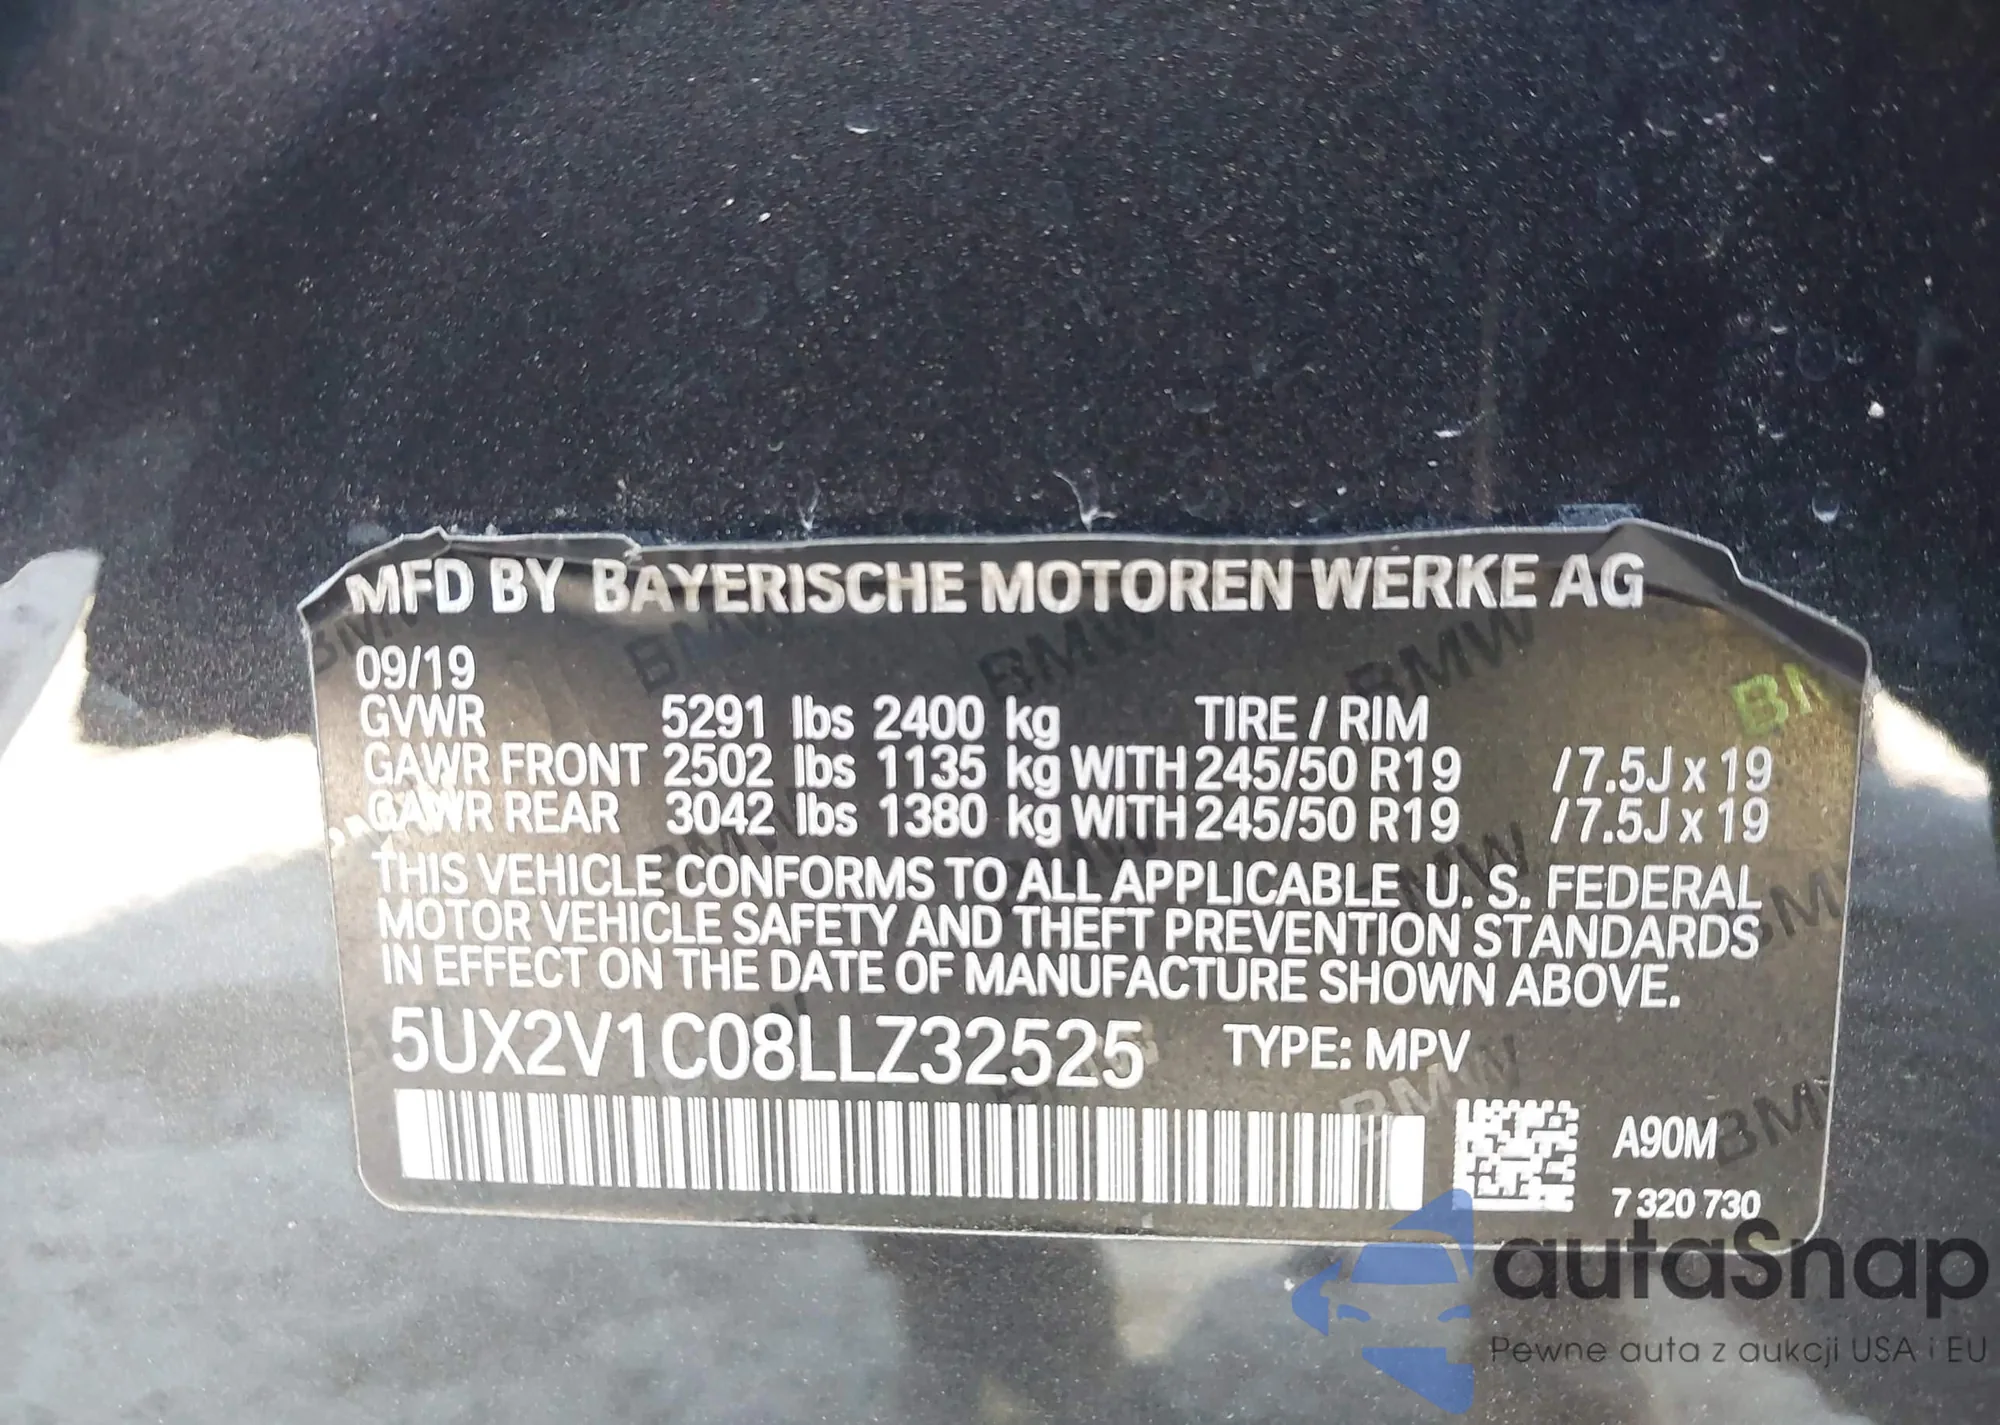 MFD BY BAYERISCHE MOTOREN WERKE AG
09/19
GVWR 5291 lbs 2400 kg TIRE / RIM
GAWR FRONT 2502 lbs 1135 kg WITH 245/50 R19 /7.5J x 19
GAWR REAR 3042 lbs 1380 kg WITH 245/50 R19 /7.5J x 19
THIS VEHICLE CONFORMS TO ALL APPLICABLE U. S. FEDERAL
MOTOR VEHICLE SAFETY AND THEFT PREVENTION STANDARDS
IN EFFECT ON THE DATE OF MANUFACTURE SHOWN ABOVE.
5UX2V1C08LLZ32525 TYPE: MPV
A90M
7 320 730
autaSnap
Pewne auta z aukcji USA i EU